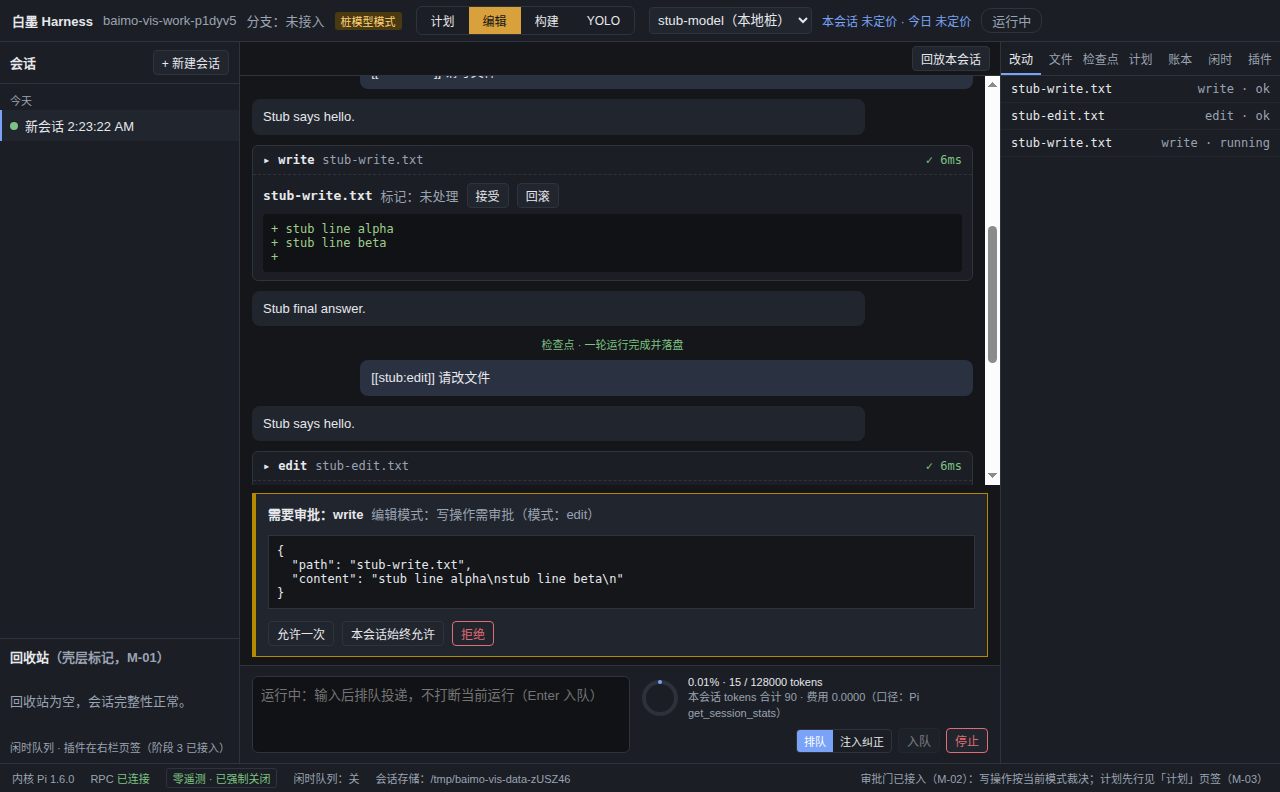 白墨 Harness baimo-vis-work-p1dyv5 分支：未接入 桩模型模式 计划 编辑 构建 YOLO stub-model（本地桩） 本会话 未定价 · 今日 未定价 运行中
会话 + 新建会话
今天
新会话 2:23:22 AM
回收站（壳层标记，M-01）
回收站为空，会话完整性正常。
闲时队列 · 插件在右栏页签（阶段 3 已接入）
回放本会话
Stub says hello.
▸ write stub-write.txt ✓ 6ms
stub-write.txt 标记：未处理 接受 回滚
+ stub line alpha
+ stub line beta
+
Stub final answer.
检查点 · 一轮运行完成并落盘
[[stub:edit]] 请改文件
Stub says hello.
▸ edit stub-edit.txt ✓ 6ms
需要审批：write 编辑模式：写操作需审批（模式：edit）
{
"path": "stub-write.txt",
"content": "stub line alpha\nstub line beta\n"
}
允许一次 本会话始终允许 拒绝
运行中：输入后排队投递，不打断当前运行（Enter 入队）
0.01% · 15 / 128000 tokens
本会话 tokens 合计 90 · 费用 0.0000（口径：Pi
get_session_stats）
排队 注入纠正 入队 停止
改动 文件 检查点 计划 账本 闲时 插件
stub-write.txt write · ok
stub-edit.txt edit · ok
stub-write.txt write · running
内核 Pi 1.6.0 RPC 已连接 零遥测 · 已强制关闭 闲时队列：关 会话存储：/tmp/baimo-vis-data-zUSZ46 审批门已接入（M-02）：写操作按当前模式裁决；计划先行见「计划」页签（M-03）